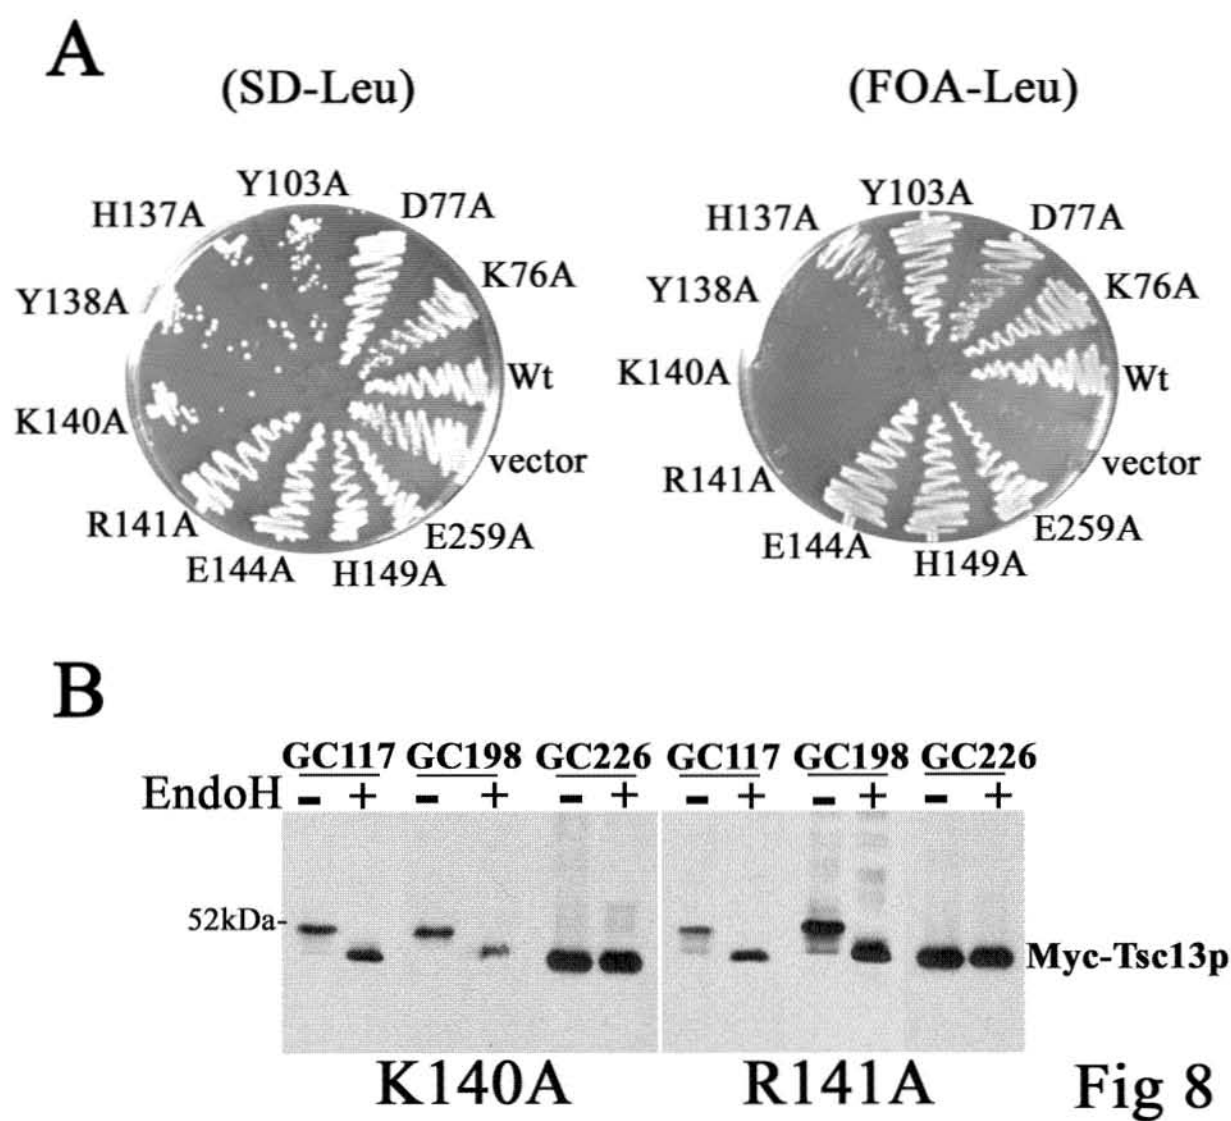 A
(SD-Leu)
(FOA-Leu)
Y103A
H137A
D77A
Y138A
K76A
K140A
Wt
R141A
vector
E144A
H149A
E259A
Y103A
H137A
D77A
Y138A
K76A
K140A
Wt
R141A
vector
E144A
H149A
E259A
B
GC117 GC198 GC226 GC117 GC198 GC226
EndoH - + - + - + - + - + - +
52kDa-
Myc-Tsc13p
K140A R141A
Fig 8